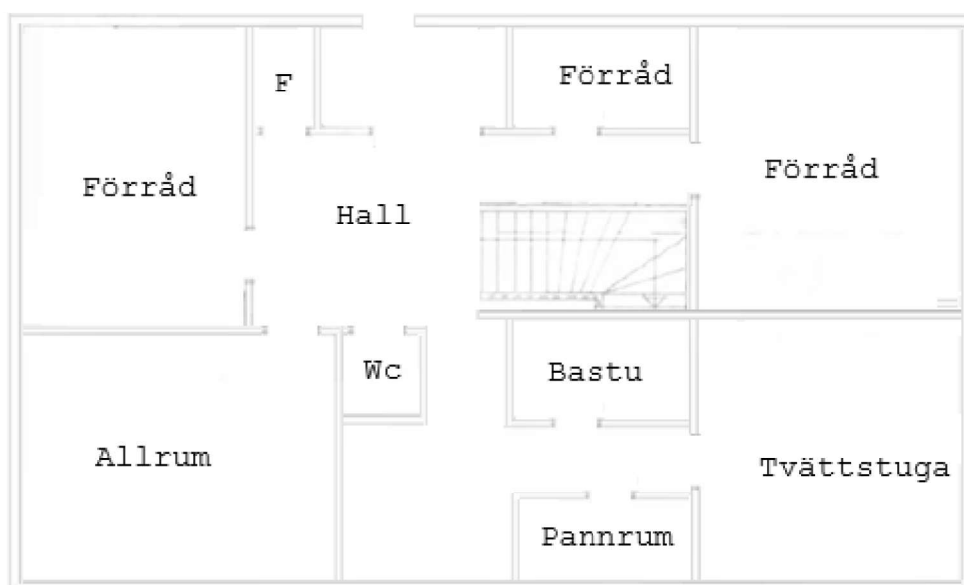 F
Förråd
Förråd
Förråd
Hall
Wc
Bastu
Allrum
Tvättstuga
Pannrum